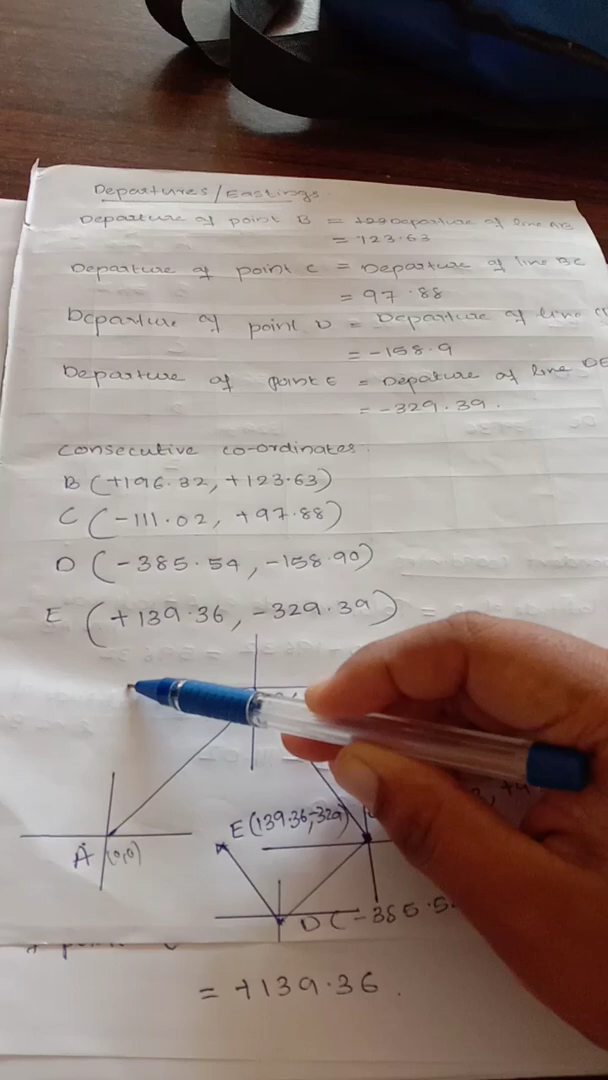 Departures/Eastings.
Departure of point B = Departure of line AB
= 123.63
Departure of point C = Departure of line BC
= 97.88
Departure of point D = Departure of line
= -158.9
Departure of point E = Depature of line DE
= -329.39.
Consecutive co-ordinates.
B (+196.32, +123.63)
C (-111.02, +97.88)
D (-385.54, -158.90)
E (+139.36, -329.39) =
E(139.36,-329)
A (0,0)
D (-385.5
= +139.36.